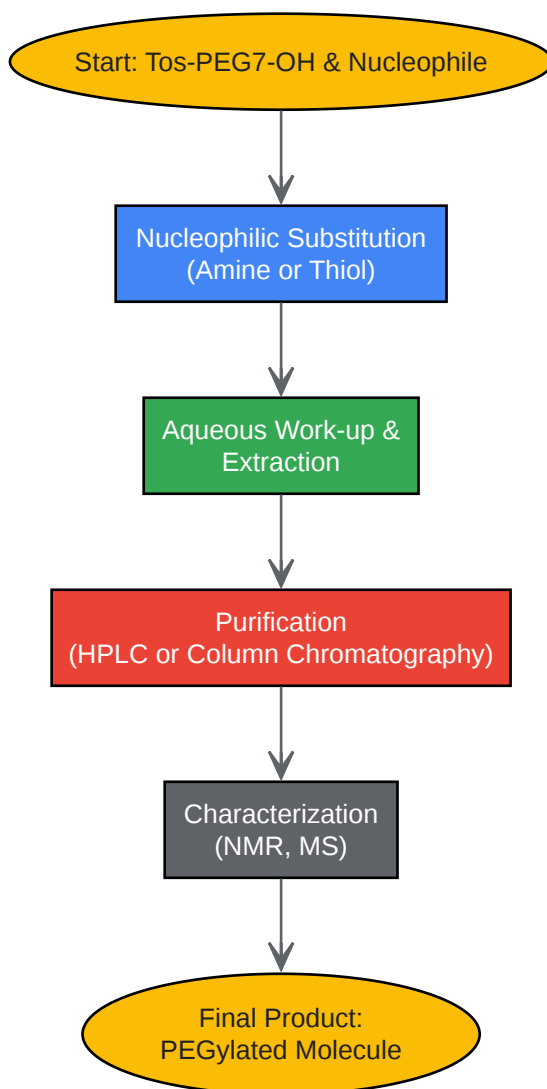 Start: Tos-PEG7-OH & Nucleophile
Nucleophilic Substitution
(Amine or Thiol)
Aqueous Work-up &
Extraction
Purification
(HPLC or Column Chromatography)
Characterization
(NMR, MS)
Final Product:
PEGylated Molecule